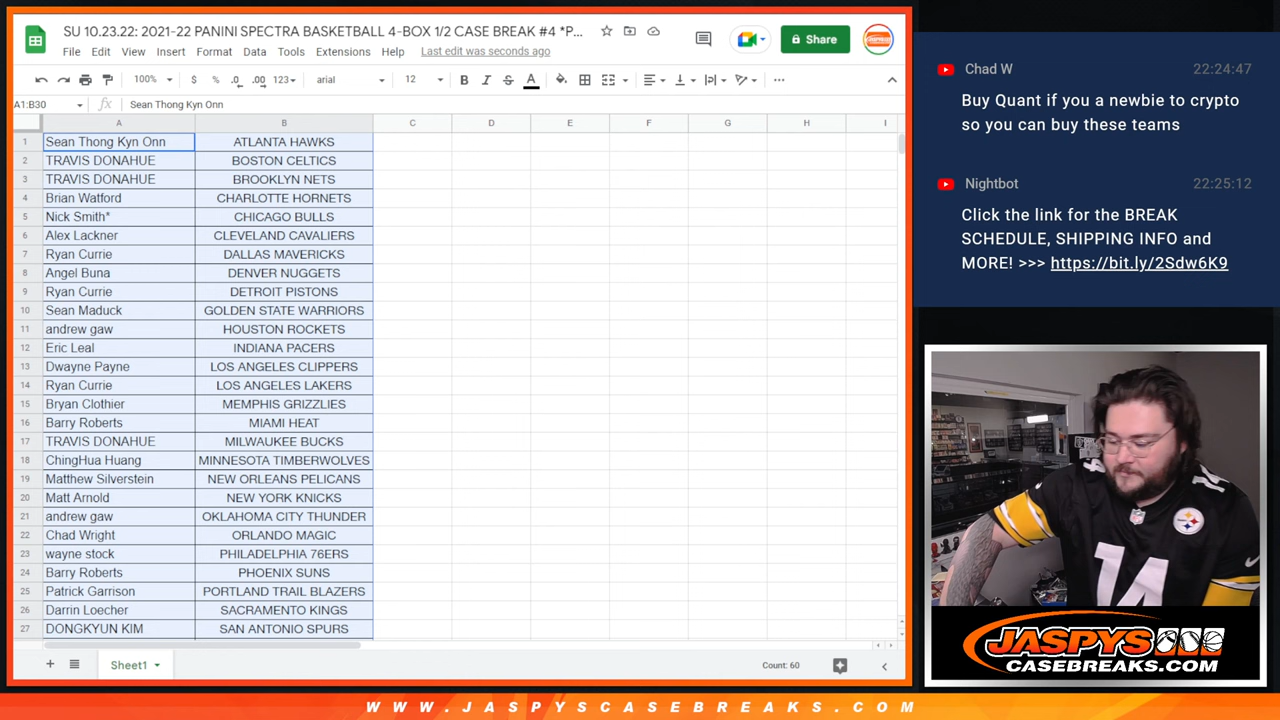 SU 10.23.22: 2021-22 PANINI SPECTRA BASKETBALL 4-BOX 1/2 CASE BREAK #4 *P...
File Edit View Insert Format Data Tools Extensions Help Last edit was seconds ago
Share
100% $ % .0 .00 123 arial 12 B I S A
A1:B30 fx Sean Thong Kyn Onn
A B C D E F G H I
1 Sean Thong Kyn Onn ATLANTA HAWKS
2 TRAVIS DONAHUE BOSTON CELTICS
3 TRAVIS DONAHUE BROOKLYN NETS
4 Brian Watford CHARLOTTE HORNETS
5 Nick Smith* CHICAGO BULLS
6 Alex Lackner CLEVELAND CAVALIERS
7 Ryan Currie DALLAS MAVERICKS
8 Angel Buna DENVER NUGGETS
9 Ryan Currie DETROIT PISTONS
10 Sean Maduck GOLDEN STATE WARRIORS
11 andrew gaw HOUSTON ROCKETS
12 Eric Leal INDIANA PACERS
13 Dwayne Payne LOS ANGELES CLIPPERS
14 Ryan Currie LOS ANGELES LAKERS
15 Bryan Clothier MEMPHIS GRIZZLIES
16 Barry Roberts MIAMI HEAT
17 TRAVIS DONAHUE MILWAUKEE BUCKS
18 ChingHua Huang MINNESOTA TIMBERWOLVES
19 Matthew Silverstein NEW ORLEANS PELICANS
20 Matt Arnold NEW YORK KNICKS
21 andrew gaw OKLAHOMA CITY THUNDER
22 Chad Wright ORLANDO MAGIC
23 wayne stock PHILADELPHIA 76ERS
24 Barry Roberts PHOENIX SUNS
25 Patrick Garrison PORTLAND TRAIL BLAZERS
26 Darrin Loecher SACRAMENTO KINGS
27 DONGKYUN KIM SAN ANTONIO SPURS
Sheet1
Count: 60
Chad W 22:24:47
Buy Quant if you a newbie to crypto
so you can buy these teams
Nightbot 22:25:12
Click the link for the BREAK
SCHEDULE, SHIPPING INFO and
MORE! >>> https://bit.ly/2Sdw6K9
14
14
JASPYS
CASEBREAKS.COM
WWW.JASPYSCASEBREAKS.COM